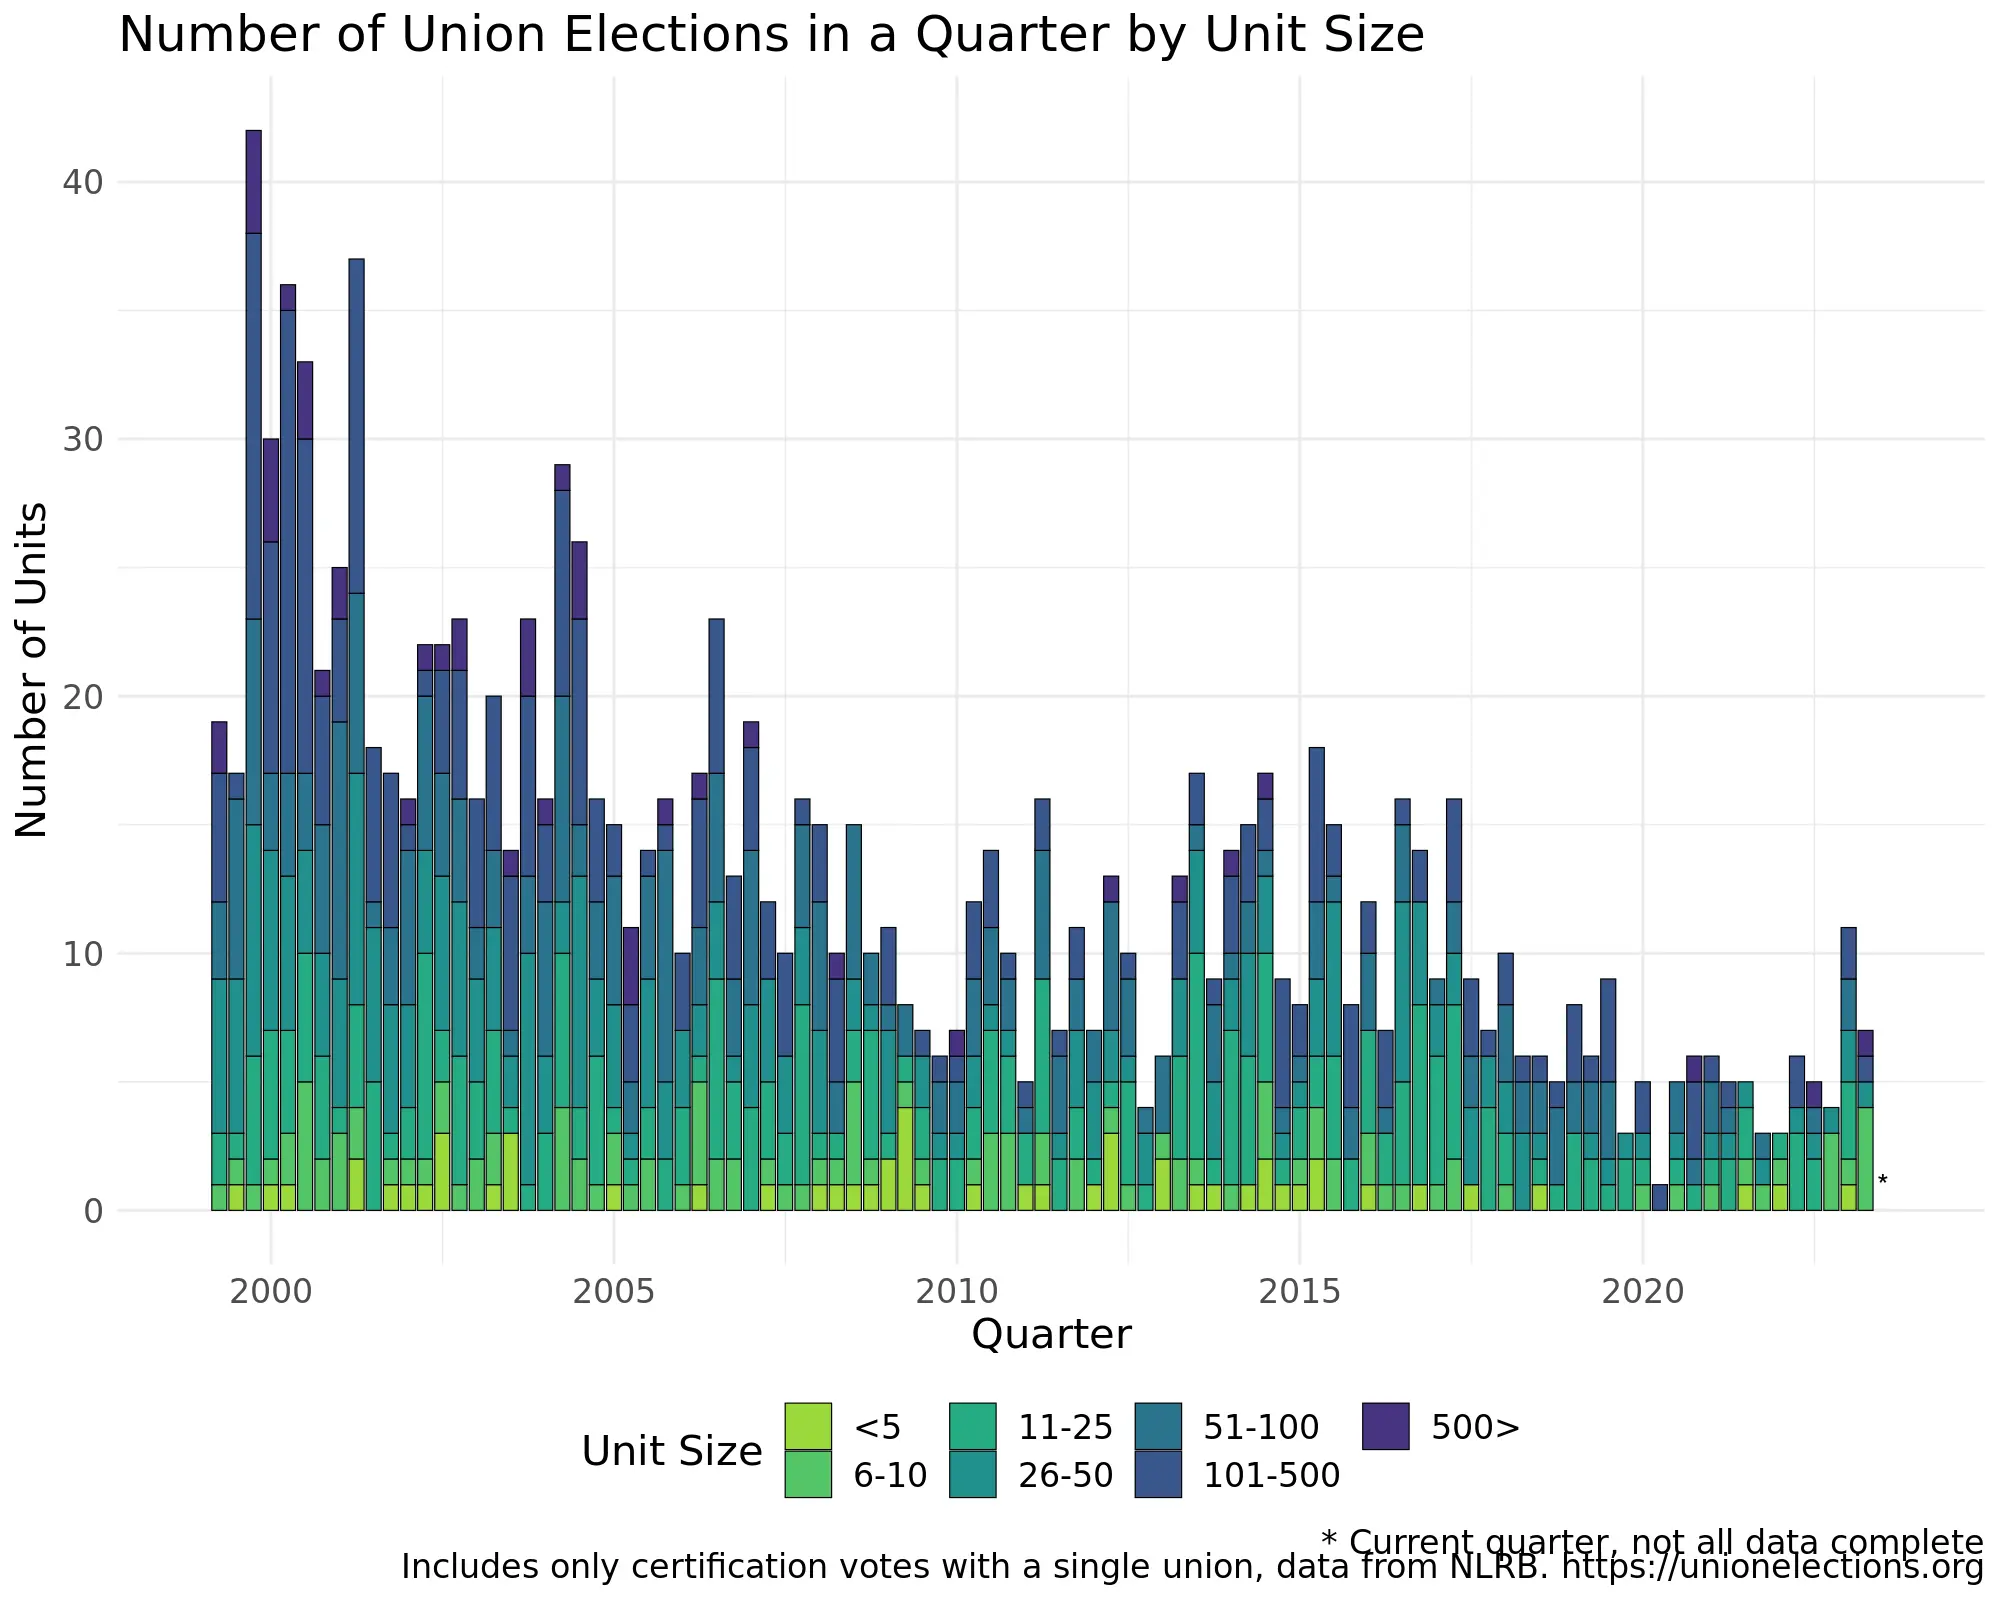 Number of Union Elections in a Quarter by Unit Size
Number of Units
40
30
20
10
0
*
2000 2005 2010 2015 2020
Quarter
Unit Size
<5 11-25 51-100 500>
6-10 26-50 101-500
* Current quarter, not all data complete
Includes only certification votes with a single union, data from NLRB. https://unionelections.org